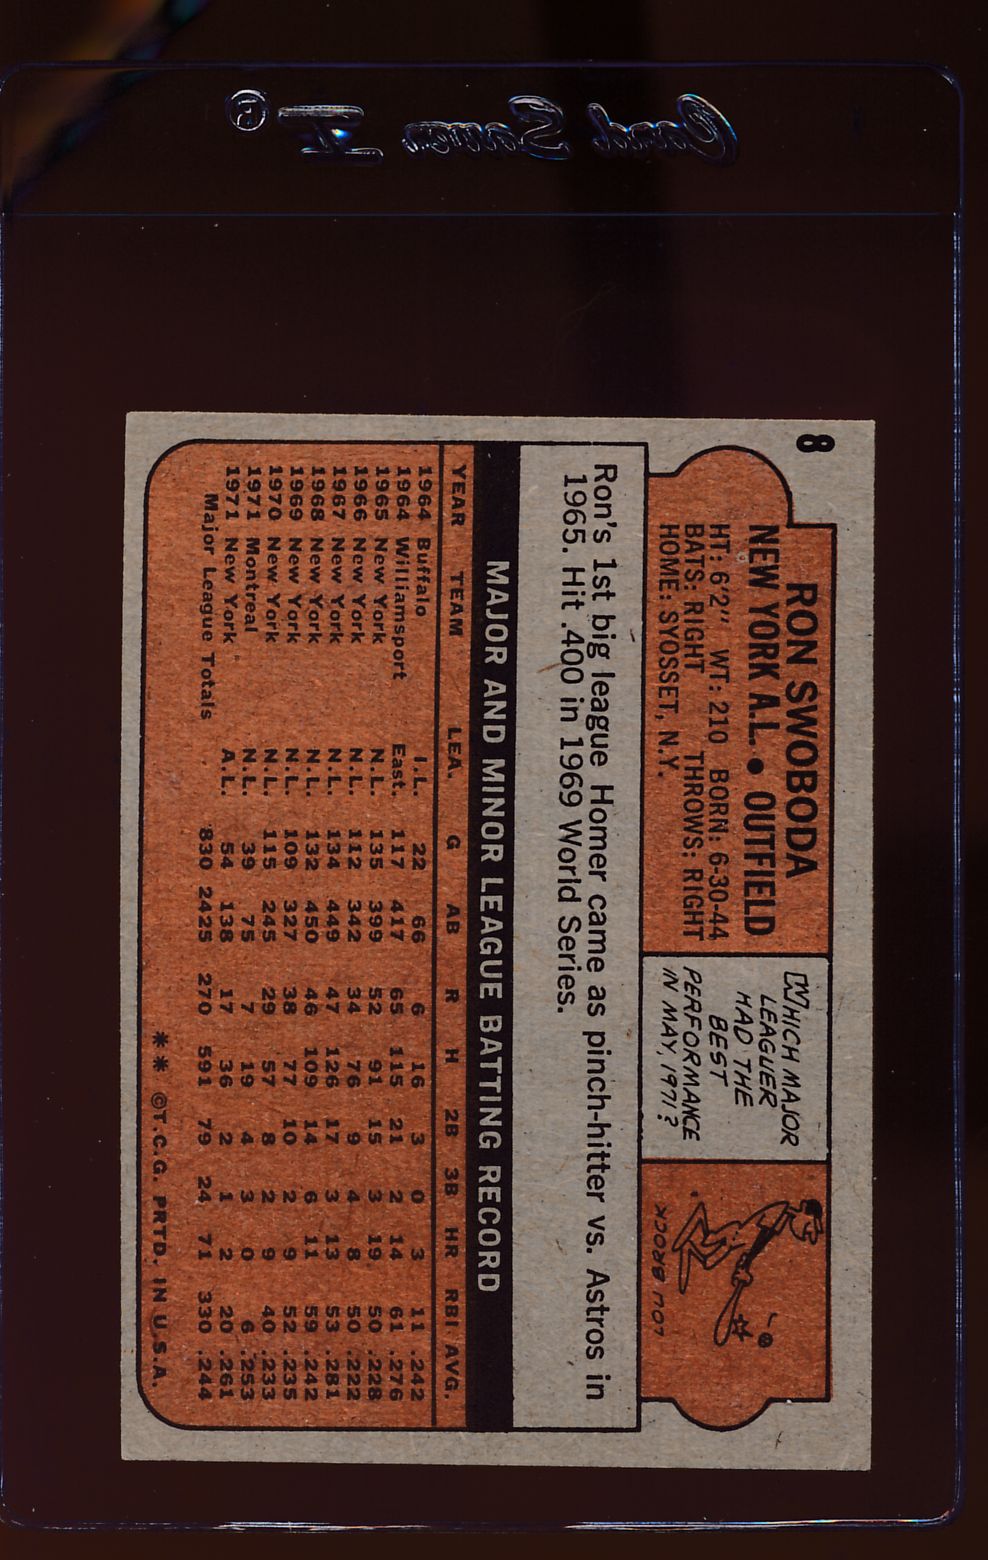 Card Saver II ®
8
RON SWOBODA
NEW YORK A.L. • OUTFIELD
HT: 6'2" WT: 210 BORN: 6-30-44
BATS: RIGHT THROWS: RIGHT
HOME: SYOSSET, N.Y.
WHICH MAJOR
LEAGUER
HAD THE
BEST
PERFORMANCE
IN MAY, 1971?
LOU BROCK
Ron's 1st big league Homer came as pinch-hitter vs. Astros in
1965. Hit .400 in 1969 World Series.
MAJOR AND MINOR LEAGUE BATTING RECORD
YEAR TEAM LEA. G AB R H 2B 3B HR RBI AVG.
1964 Buffalo I.L. 22 66 6 16 3 0 3 11 .242
1964 Williamsport East. 117 417 65 115 21 2 14 61 .276
1965 New York N.L. 135 399 52 91 15 3 19 50 .228
1966 New York N.L. 112 342 34 76 9 4 8 50 .222
1967 New York N.L. 134 449 47 126 17 3 13 53 .281
1968 New York N.L. 132 450 46 109 14 6 11 59 .242
1969 New York N.L. 109 327 38 77 10 2 9 52 .235
1970 New York N.L. 115 245 29 57 8 2 9 40 .233
1971 Montreal N.L. 39 75 7 19 4 3 0 6 .253
1971 New York A.L. 54 138 17 36 2 1 2 20 .261
Major League Totals 830 2425 270 591 79 24 71 330 .244
** ©T.C.G. PRTD. IN U.S.A.